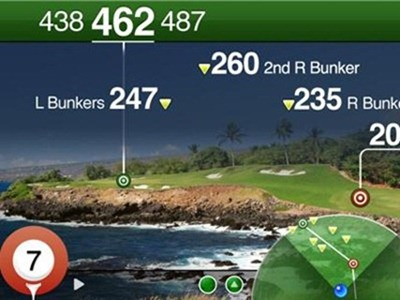 438 462 487
260 2nd R Bunker
L Bunkers 247
235 R Bunke
20
7